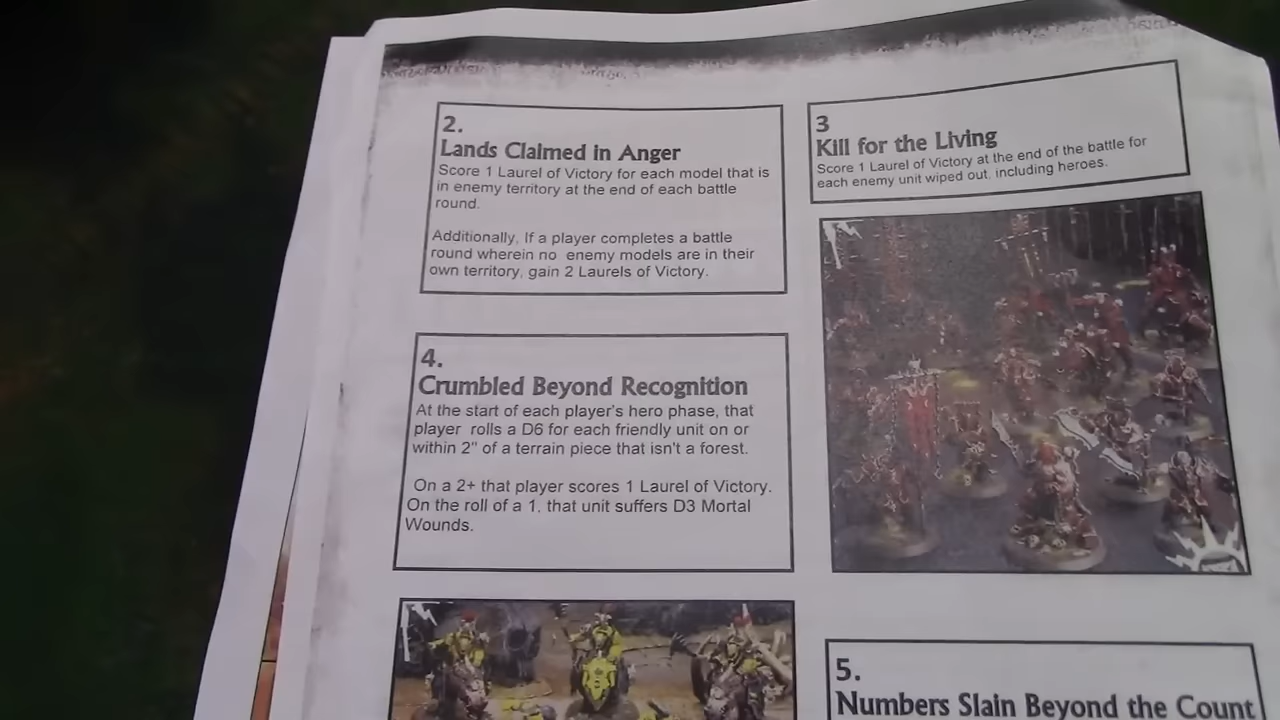 2.
Lands Claimed in Anger
Score 1 Laurel of Victory for each model that is
in enemy territory at the end of each battle
round.
Additionally, If a player completes a battle
round wherein no enemy models are in their
own territory, gain 2 Laurels of Victory.
3
Kill for the Living
Score 1 Laurel of Victory at the end of the battle for
each enemy unit wiped out, including heroes.
4.
Crumbled Beyond Recognition
At the start of each player's hero phase, that
player rolls a D6 for each friendly unit on or
within 2" of a terrain piece that isn't a forest.
On a 2+ that player scores 1 Laurel of Victory.
On the roll of a 1, that unit suffers D3 Mortal
Wounds.
5.
Numbers Slain Beyond the Count